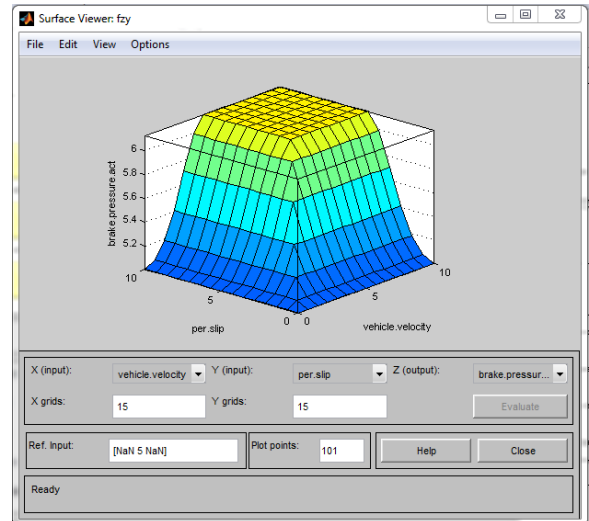 Surface Viewer: fzy
File Edit View Options
6
5.8
5.6
5.4
5.2
brake.pressure.act
10
5
0
per.slip
0
5
10
vehicle.velocity
X (input): vehicle.velocity Y (input): per.slip Z (output): brake.pressur...
X grids: 15 Y grids: 15 Evaluate
Ref. Input: [NaN 5 NaN] Plot points: 101 Help Close
Ready